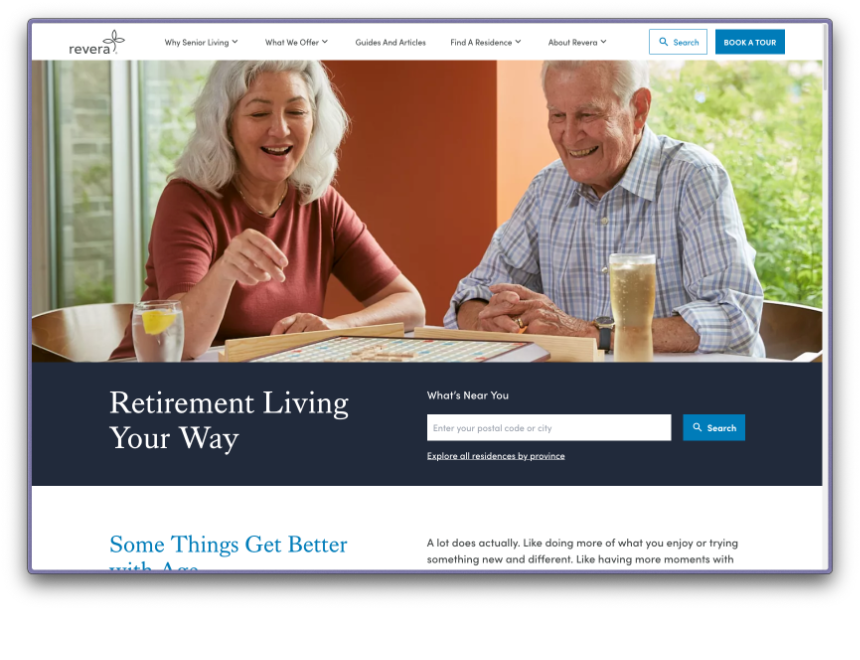 revera
Why Senior Living
What We Offer
Guides And Articles
Find A Residence
About Revera
Search
BOOK A TOUR
Retirement Living
Your Way
What's Near You
Enter your postal code or city
Search
Explore all residences by province
Some Things Get Better
with Age
A lot does actually. Like doing more of what you enjoy or trying
something new and different. Like having more moments with